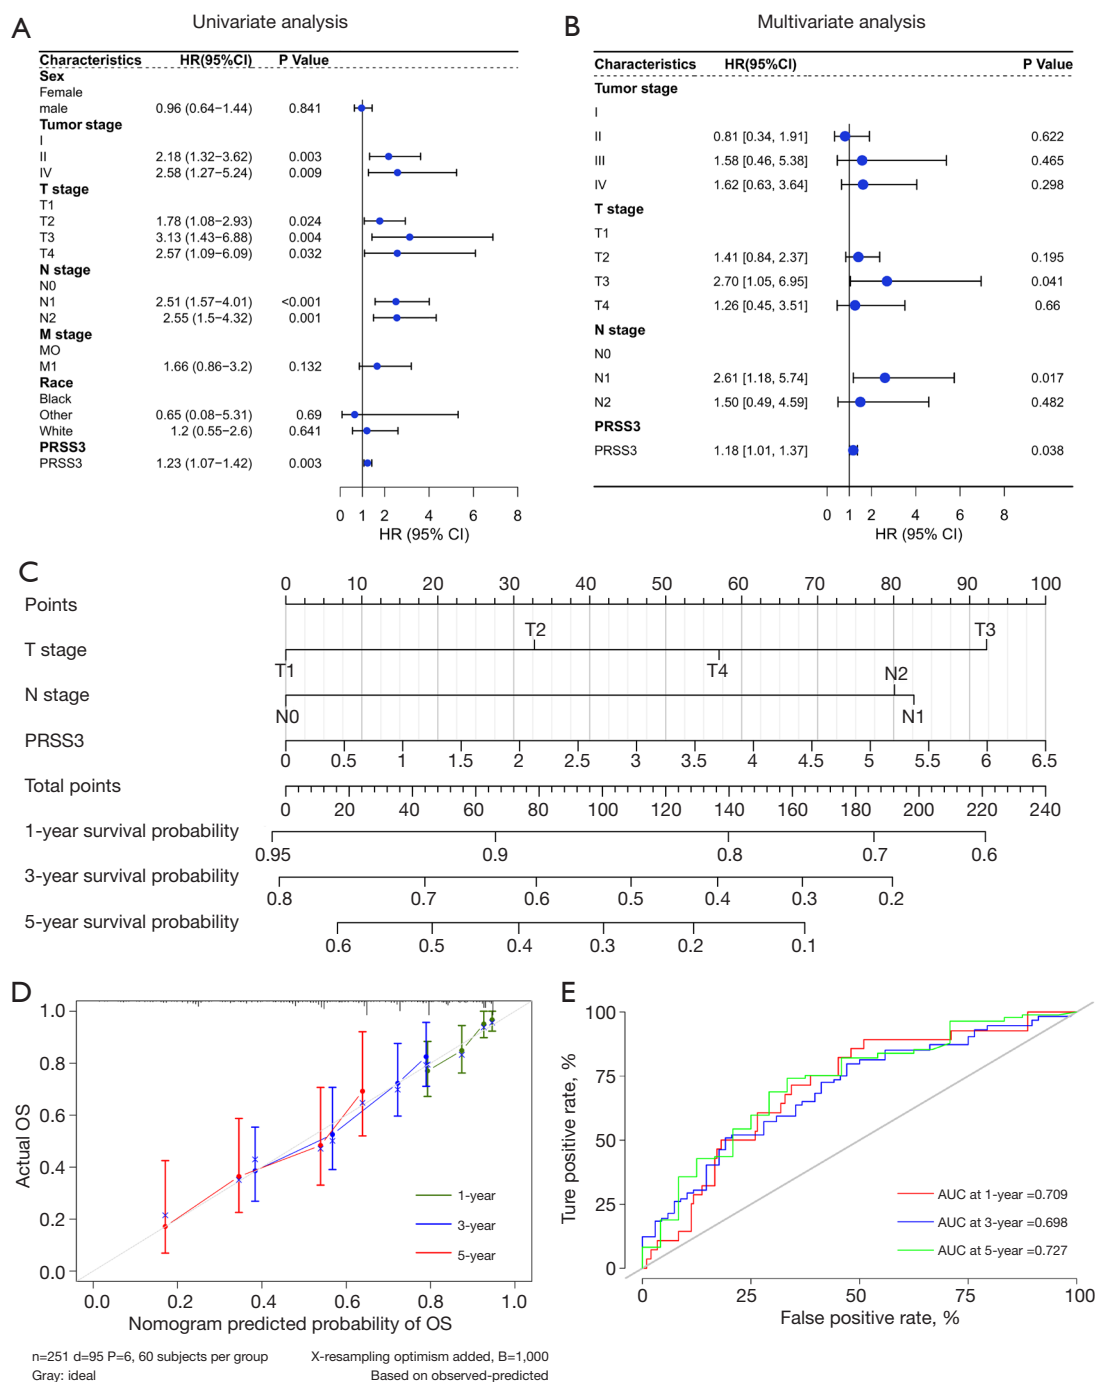 A
Univariate analysis
Characteristics HR(95%CI) P Value
Sex
Female
male 0.96 (0.64−1.44) 0.841
Tumor stage
I
II 2.18 (1.32−3.62) 0.003
IV 2.58 (1.27−5.24) 0.009
T stage
T1
T2 1.78 (1.08−2.93) 0.024
T3 3.13 (1.43−6.88) 0.004
T4 2.57 (1.09−6.09) 0.032
N stage
N0
N1 2.51 (1.57−4.01) <0.001
N2 2.55 (1.5−4.32) 0.001
M stage
MO
M1 1.66 (0.86−3.2) 0.132
Race
Black
Other 0.65 (0.08−5.31) 0.69
White 1.2 (0.55−2.6) 0.641
PRSS3
PRSS3 1.23 (1.07−1.42) 0.003
0 1 2 4 6 8
HR (95% CI)
B
Multivariate analysis
Characteristics HR(95%CI) P Value
Tumor stage
I
II 0.81 [0.34, 1.91] 0.622
III 1.58 [0.46, 5.38] 0.465
IV 1.62 [0.63, 3.64] 0.298
T stage
T1
T2 1.41 [0.84, 2.37] 0.195
T3 2.70 [1.05, 6.95] 0.041
T4 1.26 [0.45, 3.51] 0.66
N stage
N0
N1 2.61 [1.18, 5.74] 0.017
N2 1.50 [0.49, 4.59] 0.482
PRSS3
PRSS3 1.18 [1.01, 1.37] 0.038
0 1 2 4 6 8
HR (95% CI)
C
0 10 20 30 40 50 60 70 80 90 100
Points
T2 T3
T stage
T1 T4
N2
N stage
N0 N1
PRSS3
0 0.5 1 1.5 2 2.5 3 3.5 4 4.5 5 5.5 6 6.5
Total points
0 20 40 60 80 100 120 140 160 180 200 220 240
1-year survival probability
0.95 0.9 0.8 0.7 0.6
3-year survival probability
0.8 0.7 0.6 0.5 0.4 0.3 0.2
5-year survival probability
0.6 0.5 0.4 0.3 0.2 0.1
D
Actual OS
1.0
0.8
0.6
0.4
0.2
0.0
1-year
3-year
5-year
0.0 0.2 0.4 0.6 0.8 1.0
Nomogram predicted probability of OS
n=251 d=95 P=6, 60 subjects per group X-resampling optimism added, B=1,000
Gray: ideal Based on observed-predicted
E
Ture positive rate, %
100
75
50
25
0
AUC at 1-year =0.709
AUC at 3-year =0.698
AUC at 5-year =0.727
0 25 50 75 100
False positive rate, %